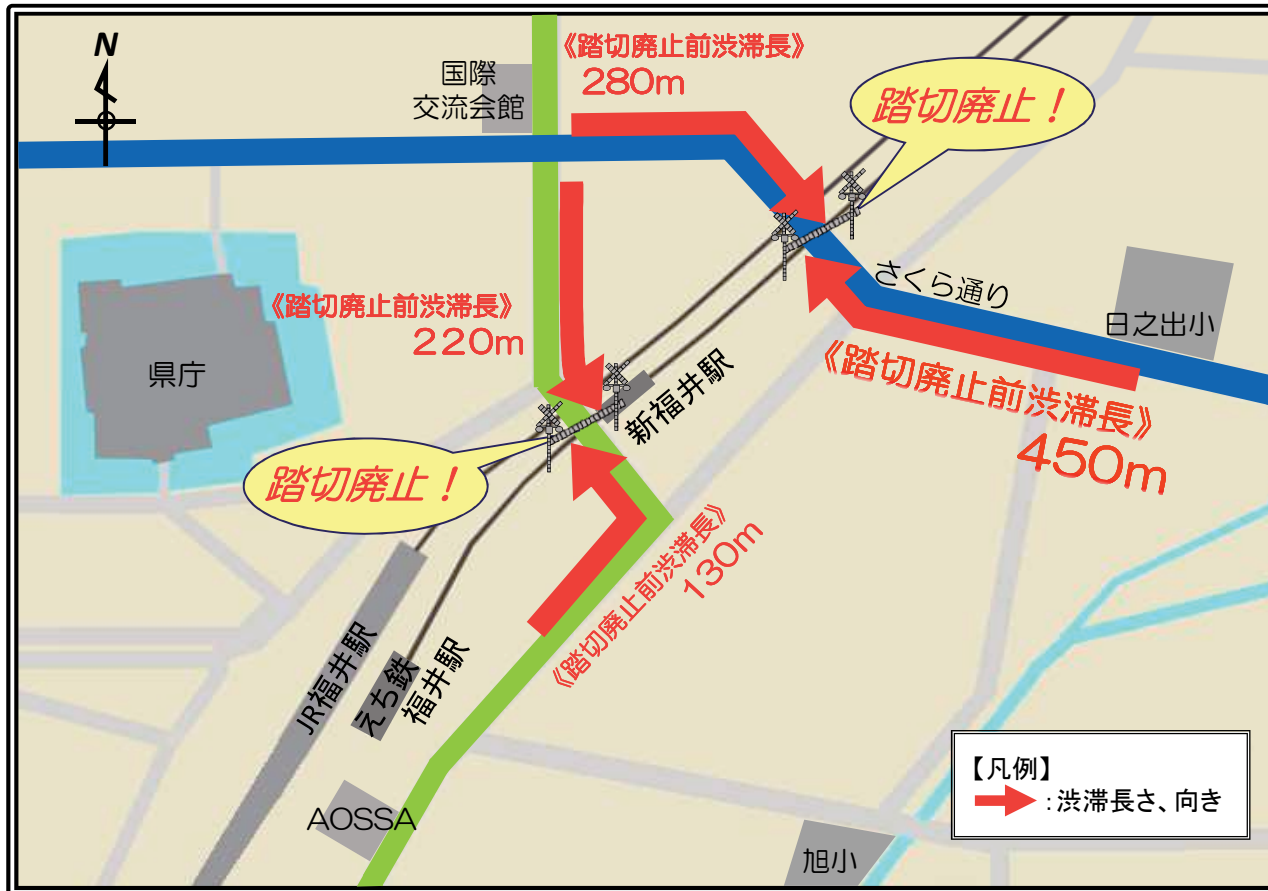 N
国際
交流会館
《踏切廃止前渋滞長》
280m
踏切廃止！
さくら通り
日之出小
《踏切廃止前渋滞長》
450m
《踏切廃止前渋滞長》
220m
県庁
新福井駅
踏切廃止！
《踏切廃止前渋滞長》
130m
JR福井駅
えち鉄
福井駅
AOSSA
旭小
【凡例】
：渋滞長さ、向き